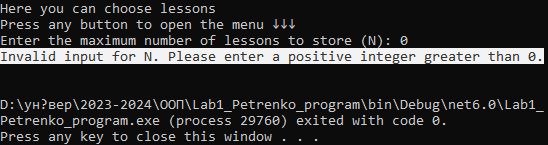 Here you can choose lessons
Press any button to open the menu ↓↓↓
Enter the maximum number of lessons to store (N): 0
Invalid input for N. Please enter a positive integer greater than 0.
D:\ун?вер\2023-2024\ООП\Lab1_Petrenko_program\bin\Debug\net6.0\Lab1_
Petrenko_program.exe (process 29760) exited with code 0.
Press any key to close this window . . .